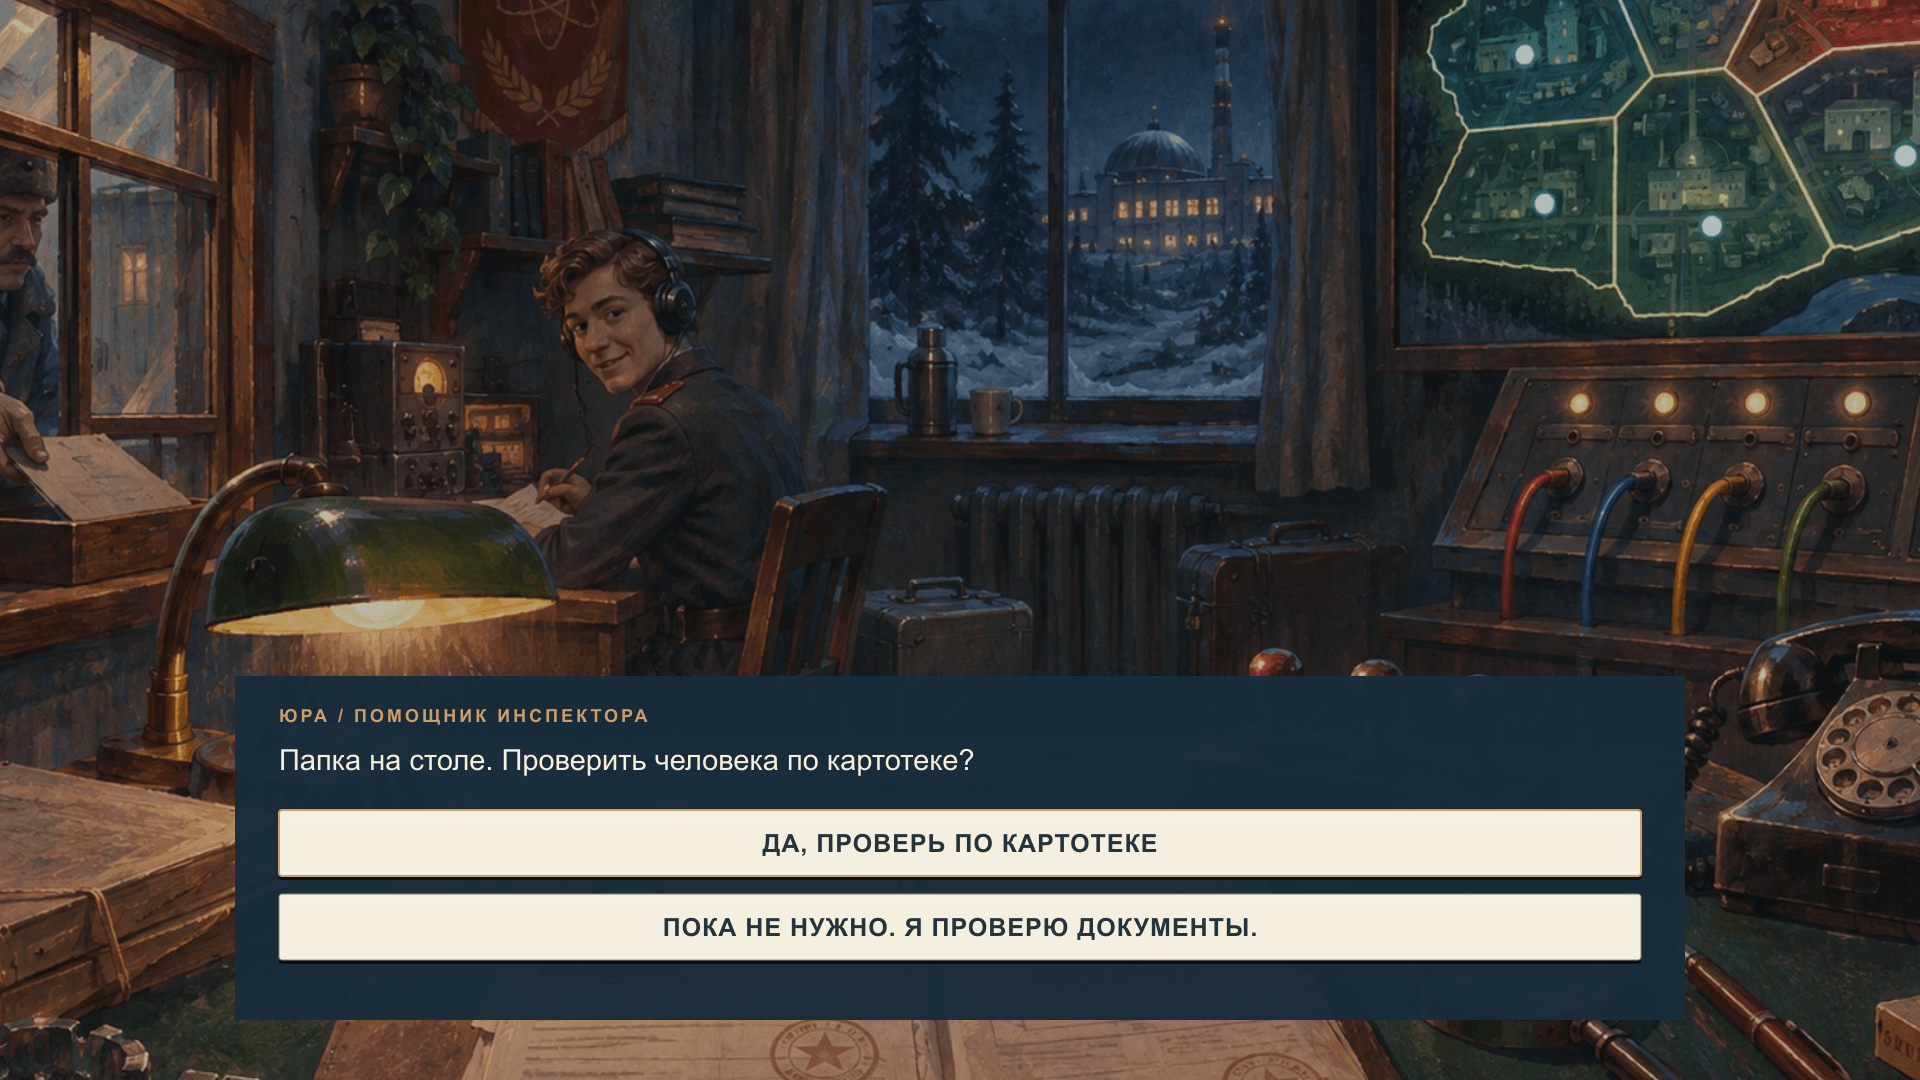 ЮРА / ПОМОЩНИК ИНСПЕКТОРА
Папка на столе. Проверить человека по картотеке?
ДА, ПРОВЕРЬ ПО КАРТОТЕКЕ
ПОКА НЕ НУЖНО. Я ПРОВЕРЮ ДОКУМЕНТЫ.